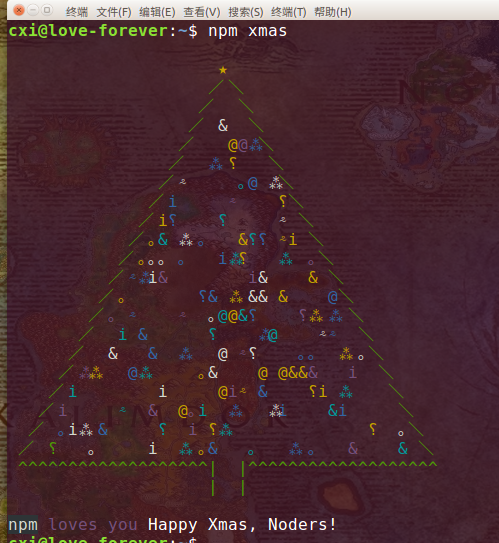 终端 文件(F) 编辑(E) 查看(V) 搜索(S) 终端(T) 帮助(H)
cxi@love-forever:~$ npm xmas
npm loves you Happy Xmas, Noders!
cxi@love-forever:~$